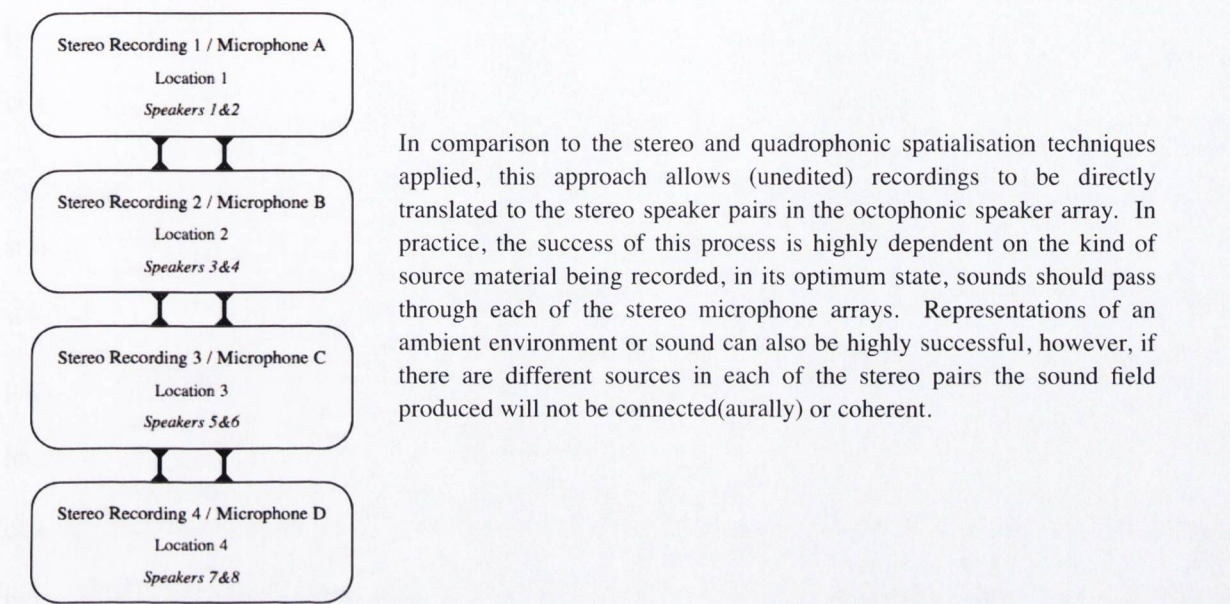 Stereo Recording 1 / Microphone A
Location 1
Speakers 1&2
Stereo Recording 2 / Microphone B
Location 2
Speakers 3&4
Stereo Recording 3 / Microphone C
Location 3
Speakers 5&6
Stereo Recording 4 / Microphone D
Location 4
Speakers 7&8
In comparison to the stereo and quadrophonic spatialisation techniques
applied, this approach allows (unedited) recordings to be directly
translated to the stereo speaker pairs in the octophonic speaker array. In
practice, the success of this process is highly dependent on the kind of
source material being recorded, in its optimum state, sounds should pass
through each of the stereo microphone arrays. Representations of an
ambient environment or sound can also be highly successful, however, if
there are different sources in each of the stereo pairs the sound field
produced will not be connected(aurally) or coherent.